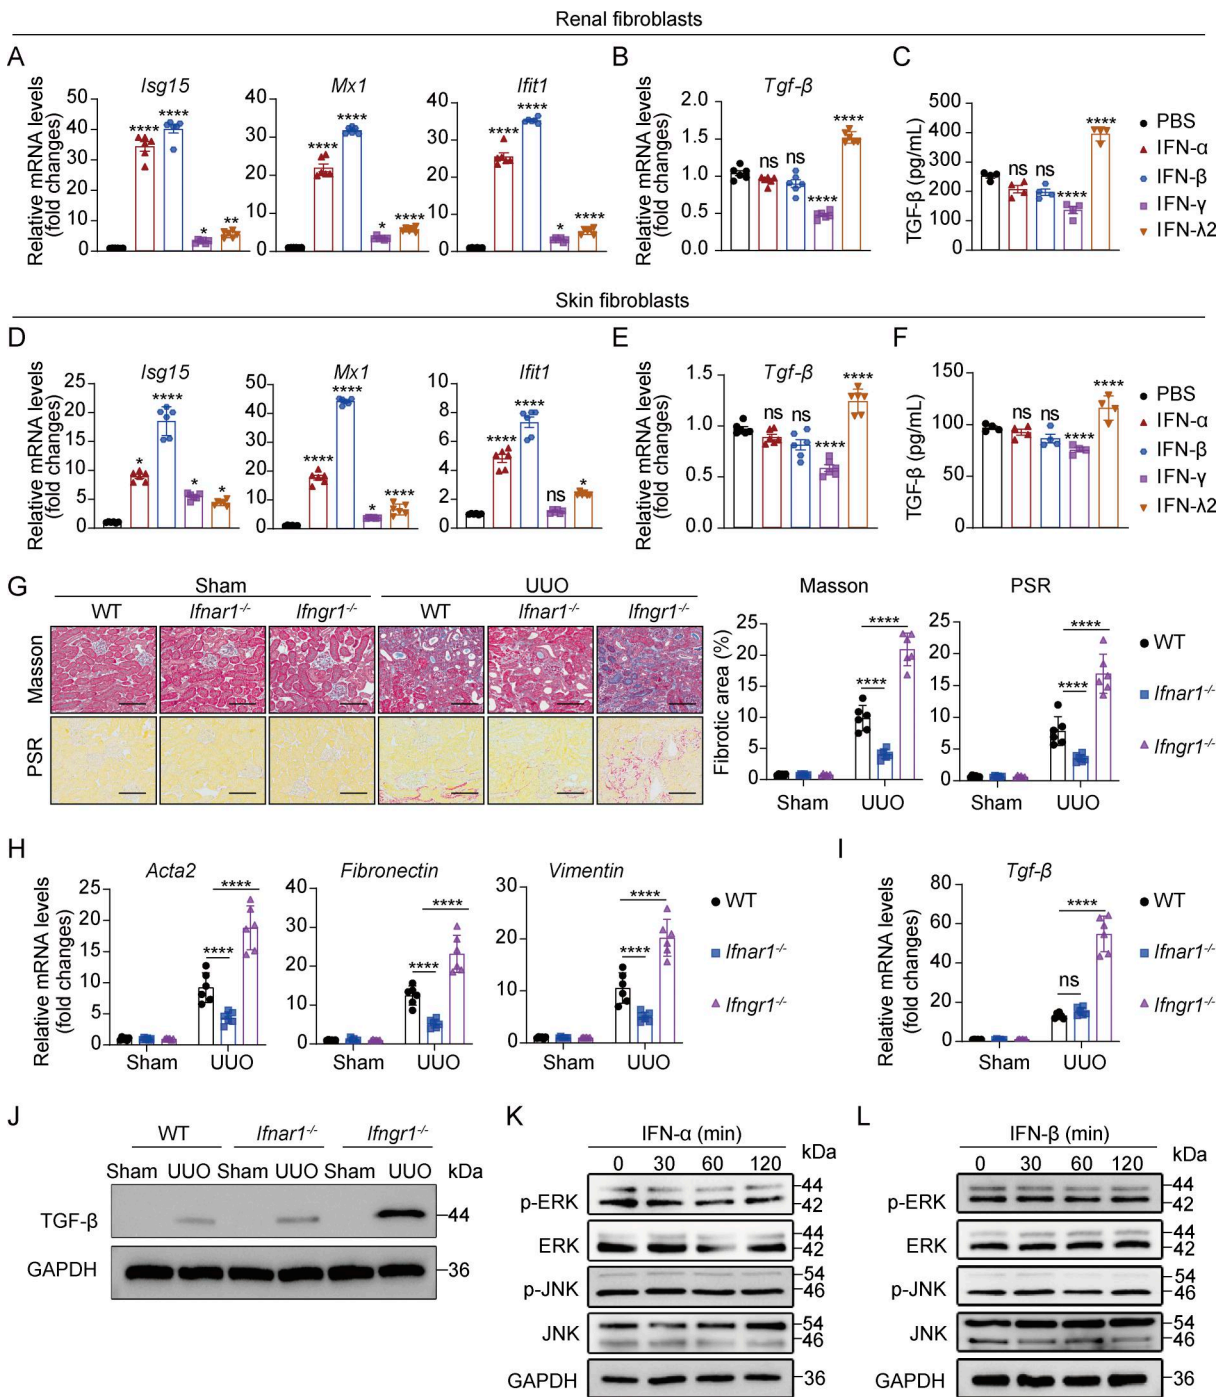 Renal fibroblasts
A
Isg15
Mx1
Ifit1
Relative mRNA levels
(fold changes)
50
40
30
20
10
0
**** **** * **
40
30
20
10
0
**** **** * ****
40
30
20
10
0
**** **** * ****
B
Tgf-β
Relative mRNA levels
(fold changes)
2.0
1.5
1.0
0.5
0.0
ns ns **** ****
C
TGF-β (pg/mL)
500
400
300
200
100
0
ns ns **** ****
PBS
IFN-α
IFN-β
IFN-γ
IFN-λ2
Skin fibroblasts
D
Isg15
Mx1
Ifit1
Relative mRNA levels
(fold changes)
25
20
15
10
5
0
* **** * *
50
40
30
20
10
0
**** **** * ****
8
6
4
2
0
**** **** ns *
E
Tgf-β
Relative mRNA levels
(fold changes)
1.5
1.0
0.5
0.0
ns ns **** ****
F
TGF-β (pg/mL)
150
100
50
0
ns ns **** ****
PBS
IFN-α
IFN-β
IFN-γ
IFN-λ2
G
Sham UUO
WT Ifnar1-/- Ifngr1-/- WT Ifnar1-/- Ifngr1-/-
Masson
PSR
Masson
Fibrotic area (%)
25
20
15
10
5
0
**** ****
Sham UUO
PSR
25
20
15
10
5
0
**** ****
Sham UUO
WT
Ifnar1-/-
Ifngr1-/-
H
Acta2
Fibronectin
Vimentin
Relative mRNA levels
(fold changes)
25
20
15
10
5
0
**** ****
Sham UUO
40
30
20
10
0
**** ****
Sham UUO
30
20
10
0
**** ****
Sham UUO
WT
Ifnar1-/-
Ifngr1-/-
I
Tgf-β
Relative mRNA levels
(fold changes)
80
60
40
20
0
ns ****
Sham UUO
WT
Ifnar1-/-
Ifngr1-/-
J
WT Ifnar1-/- Ifngr1-/-
Sham UUO Sham UUO Sham UUO kDa
TGF-β 44
GAPDH 36
K
IFN-α (min)
0 30 60 120 kDa
p-ERK 44
42
ERK 44
42
p-JNK 54
46
JNK 54
46
GAPDH 36
L
IFN-β (min)
0 30 60 120 kDa
p-ERK 44
42
ERK 44
42
p-JNK 54
46
JNK 54
46
GAPDH 36